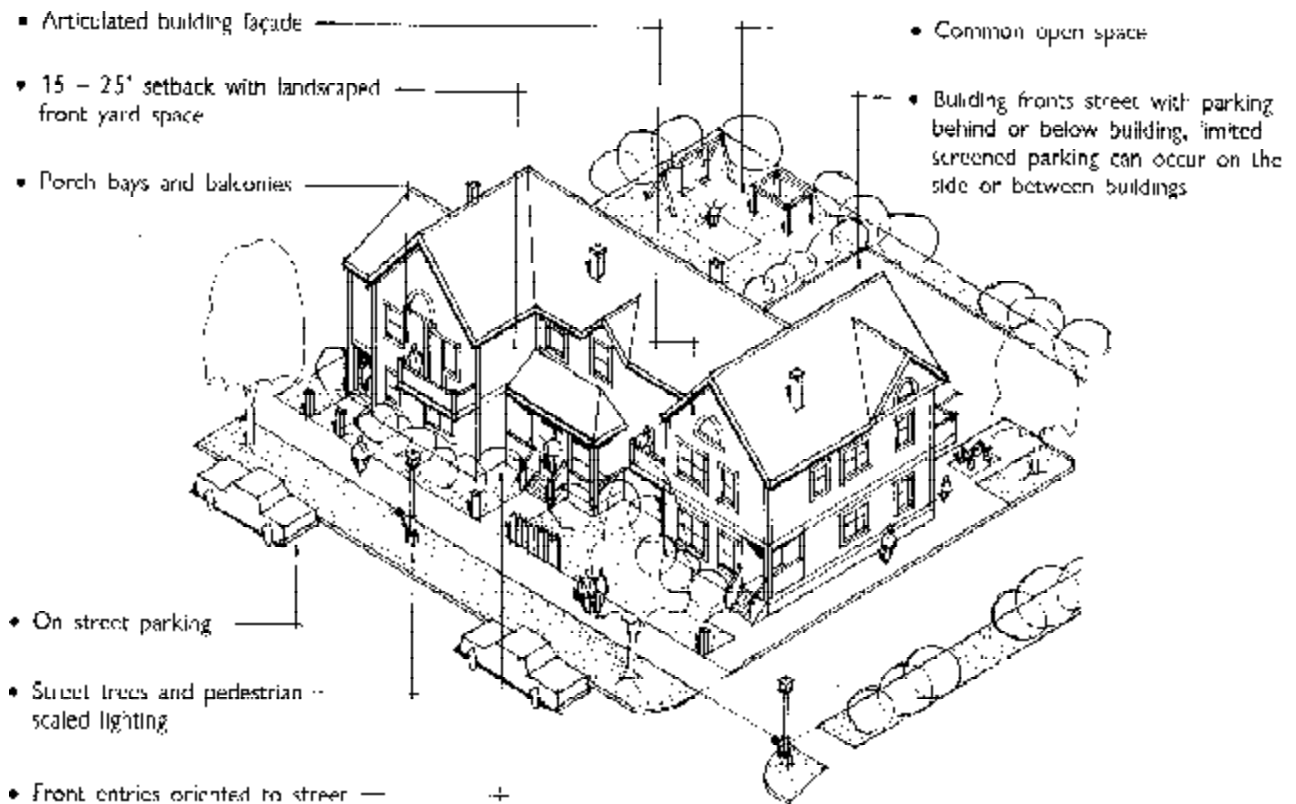 • Articulated building façade
• 15 – 25' setback with landscaped
front yard space
• Porch bays and balconies
• Common open space
• Building fronts street with parking
behind or below building, limited
screened parking can occur on the
side or between buildings
• On street parking
• Street trees and pedestrian
scaled lighting
• Front entries oriented to street